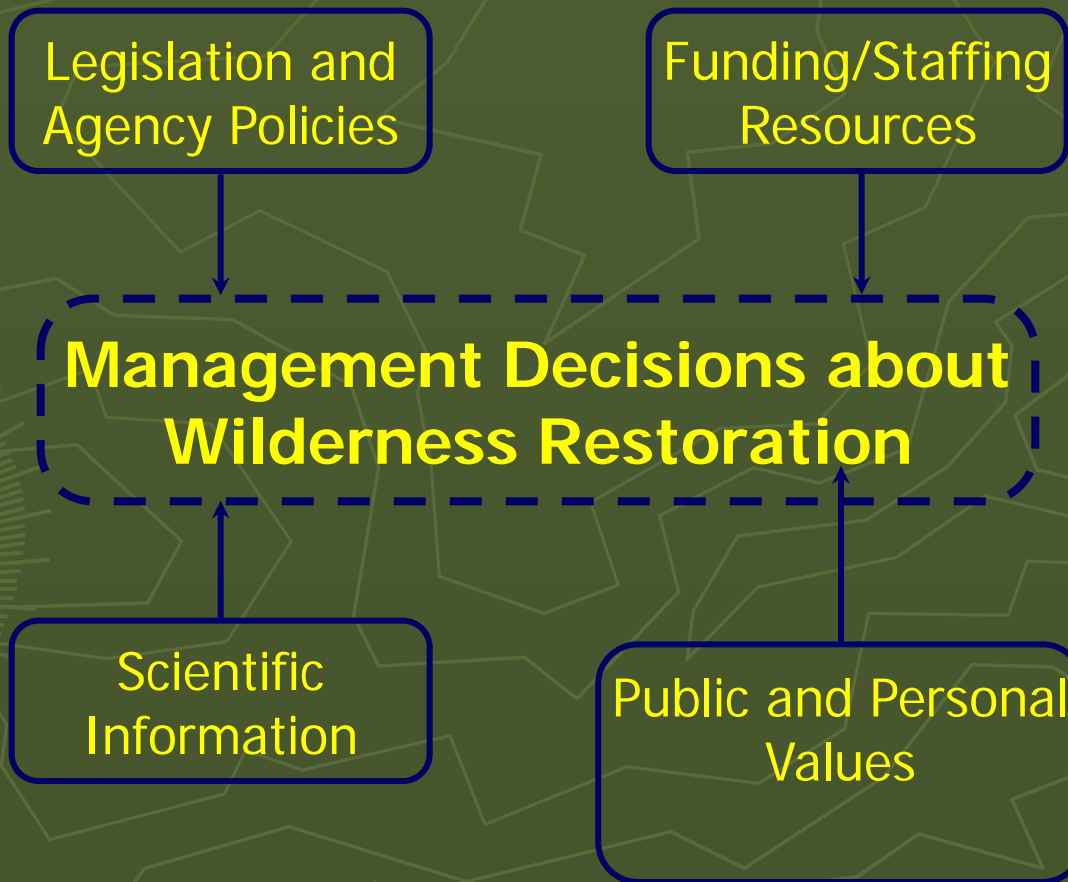 Legislation and
Agency Policies
Funding/Staffing
Resources
Management Decisions about
Wilderness Restoration
Scientific
Information
Public and Personal
Values